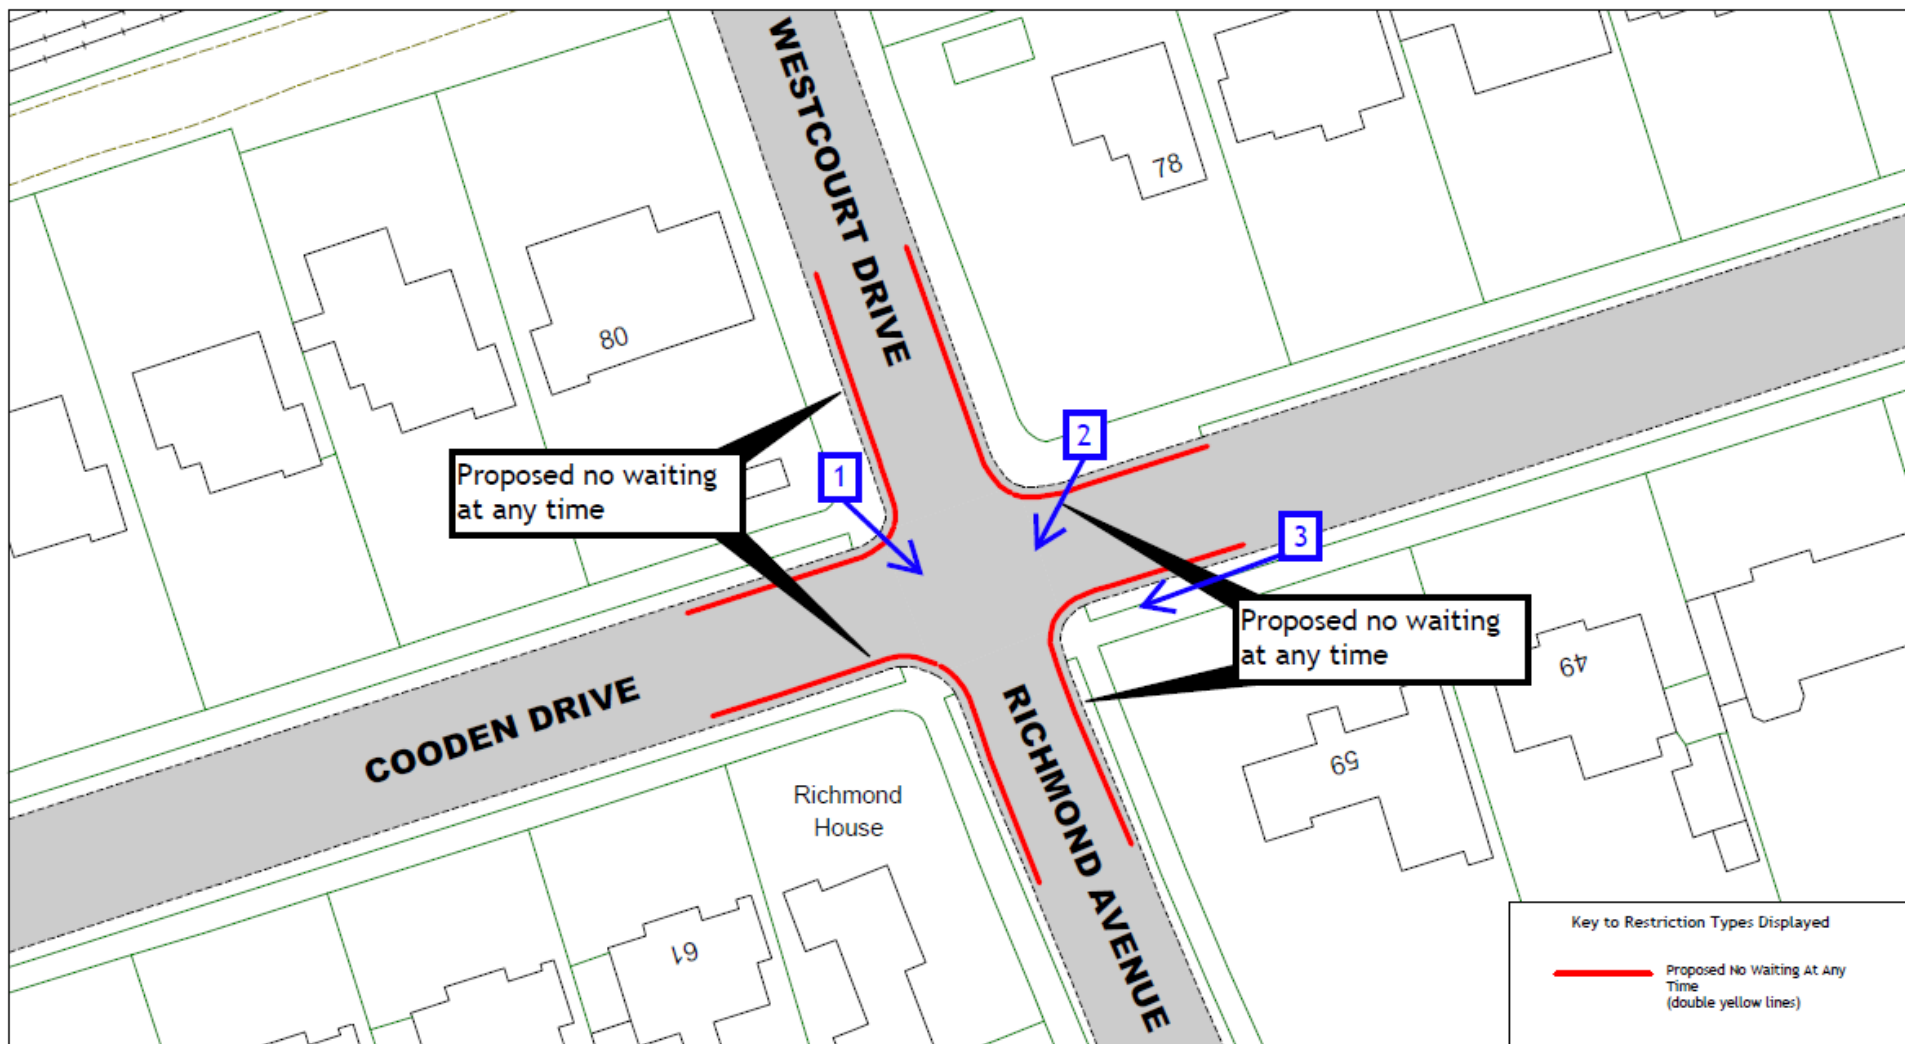 WESTCOURT DRIVE
78
80
2
1
Proposed no waiting
at any time
3
Proposed no waiting
at any time
49
59
COODEN DRIVE
RICHMOND AVENUE
Richmond
House
61
Key to Restriction Types Displayed
Proposed No Waiting At Any
Time
(double yellow lines)